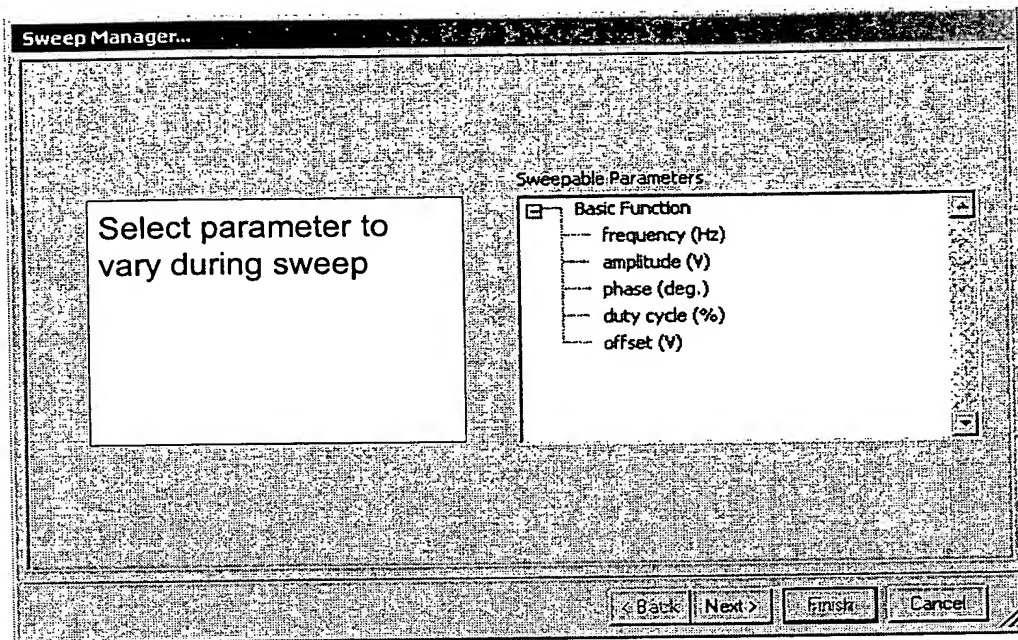 Sweep Manager...
Select parameter to
vary during sweep
Sweepable Parameters
Basic Function
frequency (Hz)
amplitude (V)
phase (deg.)
duty cycle (%)
offset (V)
< Back
Next >
Finish
Cancel